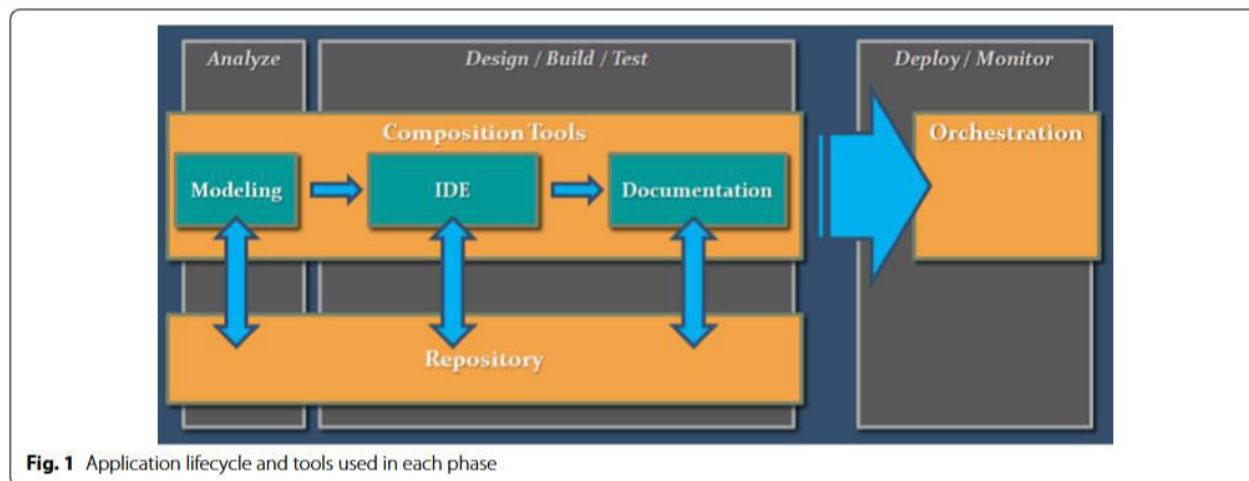 Analyze
Design / Build / Test
Deploy / Monitor
Composition Tools
Orchestration
Modeling
IDE
Documentation
Repository
Fig. 1 Application lifecycle and tools used in each phase